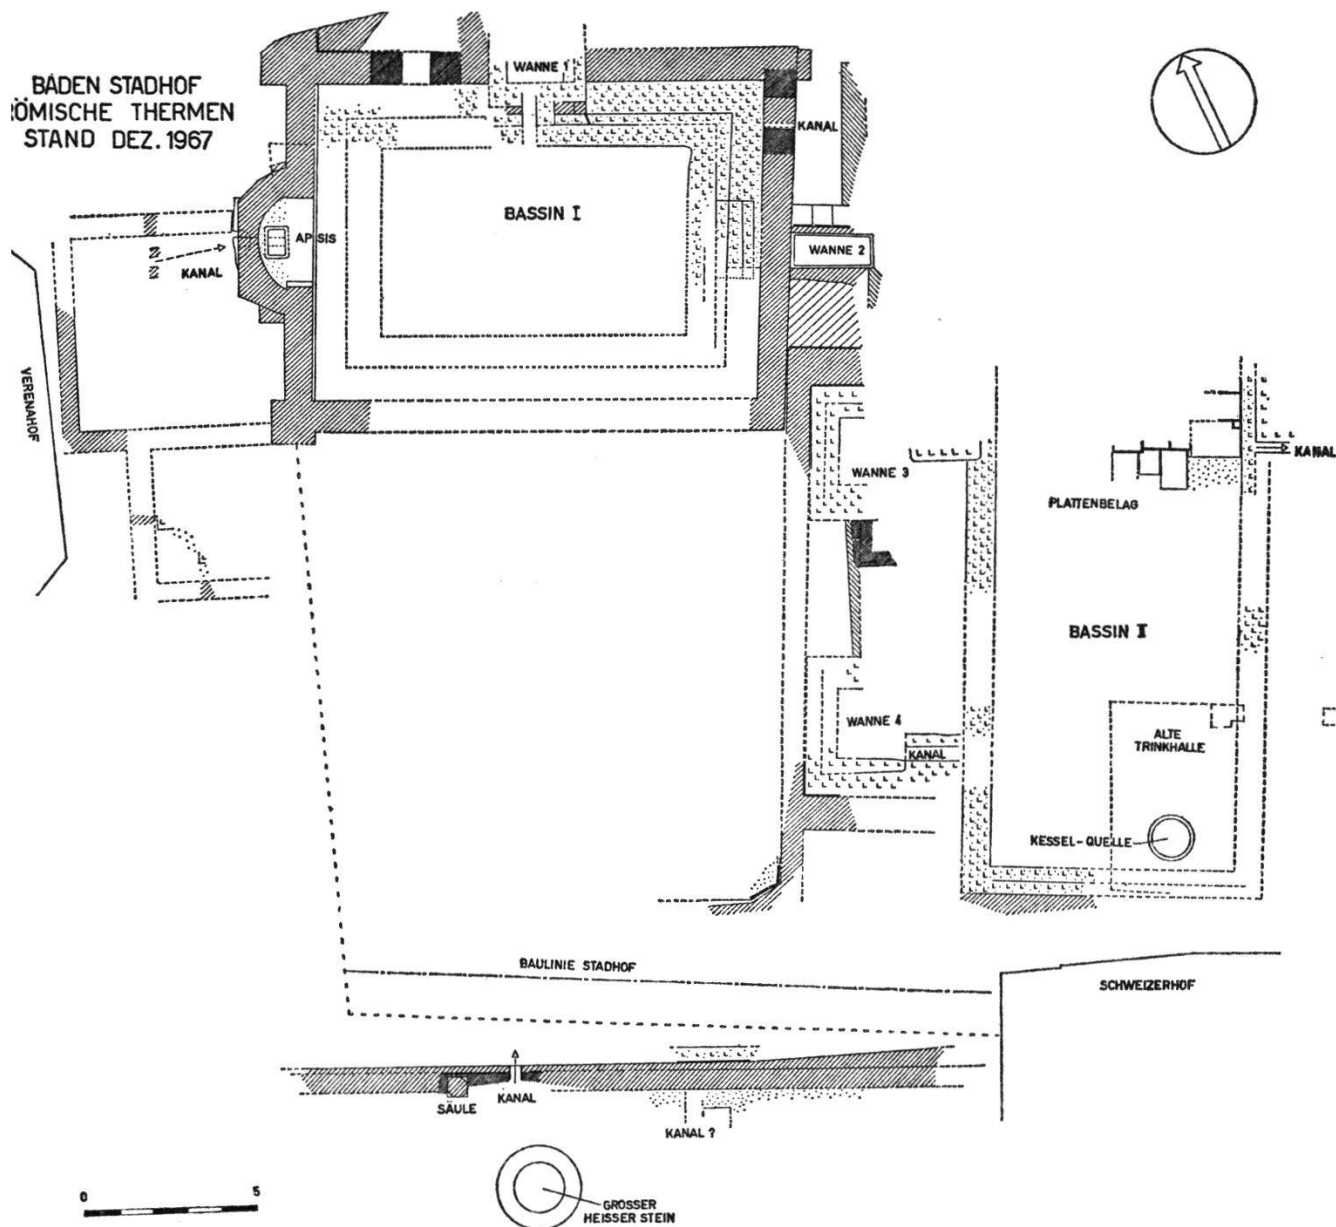 BADEN STADHOF
RÖMISCHE THERMEN
STAND DEZ. 1967
WANNE 1
KANAL
BASSIN I
APSIS
KANAL
WANNE 2
VERENAHOF
WANNE 3
KANAL
PLATTENBELAG
BASSIN II
WANNE 4
KANAL
ALTE
TRINKHALLE
KESSEL-QUELLE
BAULINIE STADHOF
SCHWEIZERHOF
SÄULE
KANAL
KANAL ?
0 5
GROSSER
HEISSER STEIN